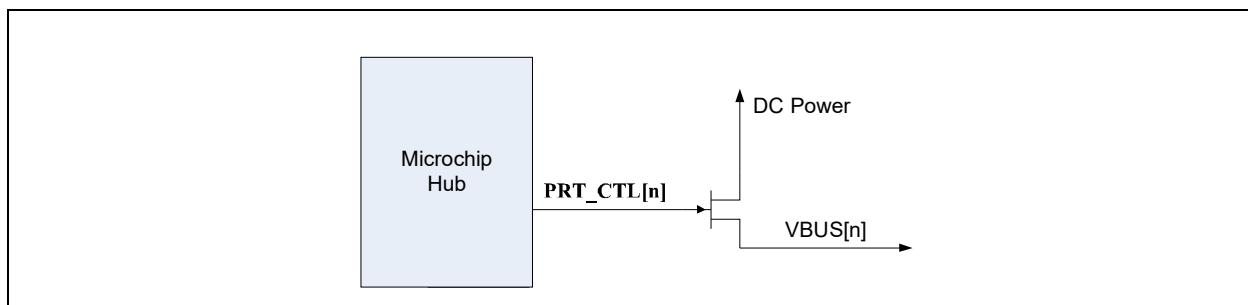 DC Power
Microchip
Hub
PRT_CTL[n]
VBUS[n]